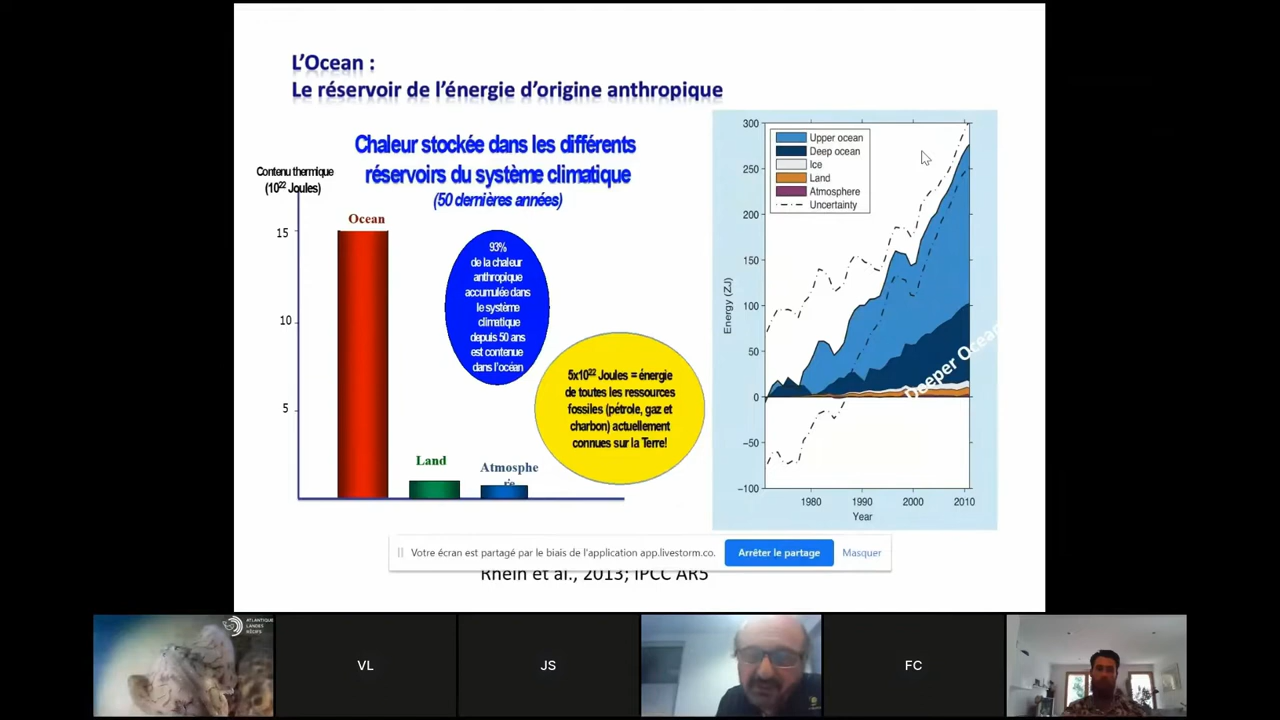 L'Ocean :
Le réservoir de l'énergie d'origine anthropique
Chaleur stockée dans les différents
réservoirs du système climatique
(50 dernières années)
Contenu thermique
(10²² Joules)
15
10
5
Ocean
Land
Atmosphe
re
93%
de la chaleur
anthropique
accumulée dans
le système
climatique
depuis 50 ans
est contenue
dans l'océan
5x10²² Joules = énergie
de toutes les ressources
fossiles (pétrole, gaz et
charbon) actuellement
connues sur la Terre!
300
250
200
150
100
50
0
−50
−100
Energy (ZJ)
Upper ocean
Deep ocean
Ice
Land
Atmosphere
Uncertainty
Deeper Ocean
1980
1990
2000
2010
Year
Votre écran est partagé par le biais de l'application app.livestorm.co.
Arrêter le partage
Masquer
Rhein et al., 2013; IPCC AR5
ATLANTIQUE
LANDES
RÉCIFS
VL
JS
FC